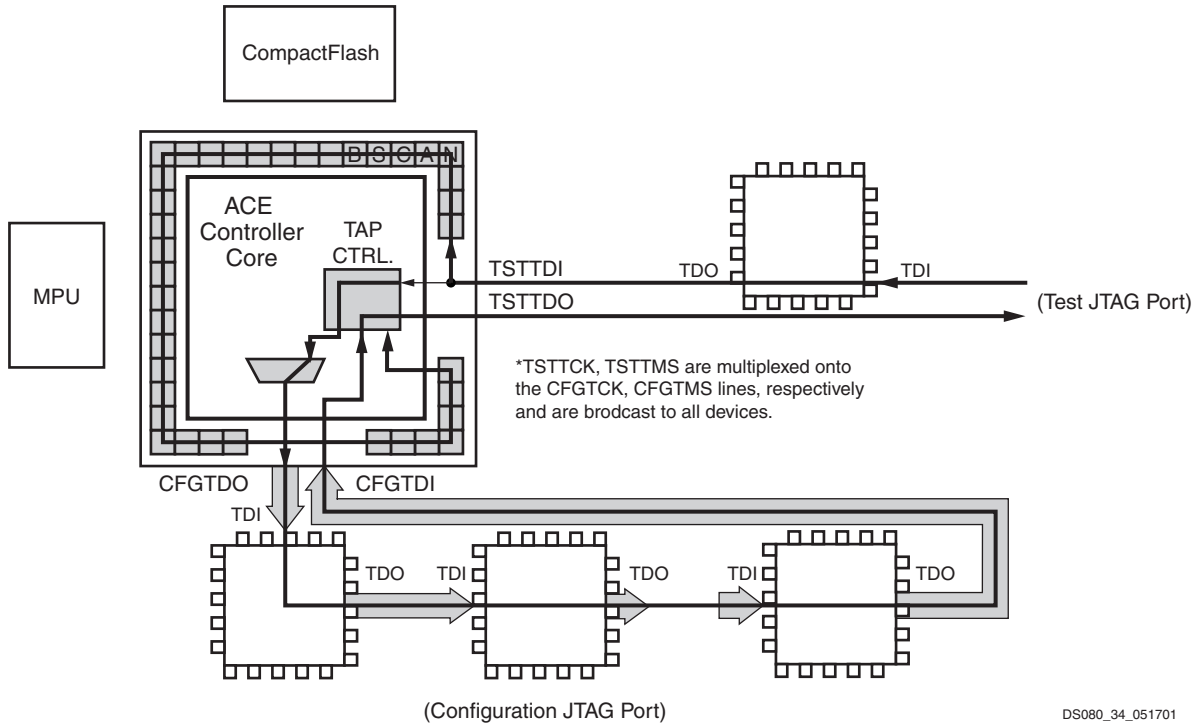 CompactFlash
BSCAN
ACE
Controller
Core
TAP
CTRL.
MPU
TSTTDI
TDO
TDI
TSTTDO
(Test JTAG Port)
*TSTTCK, TSTTMS are multiplexed onto
the CFGTCK, CFGTMS lines, respectively
and are brodcast to all devices.
CFGTDO
CFGTDI
TDI
TDO
TDI
TDO
TDI
TDO
(Configuration JTAG Port)
DS080_34_051701